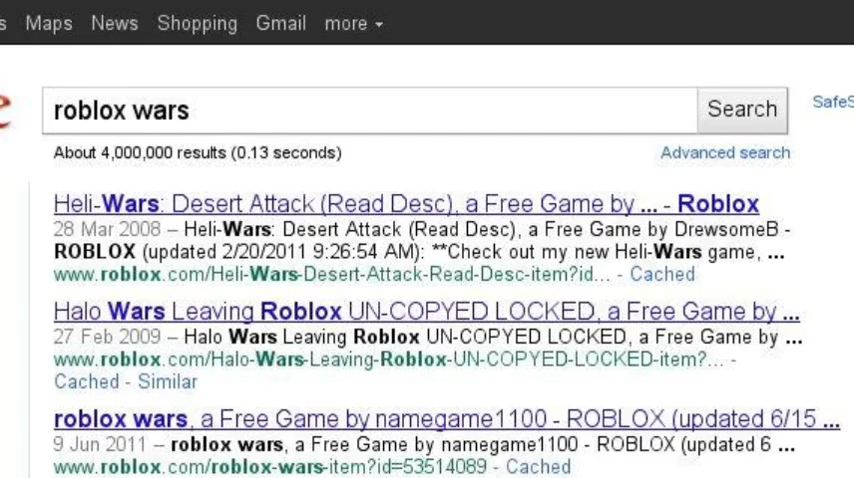 s Maps News Shopping Gmail more
e
roblox wars Search SafeS
About 4,000,000 results (0.13 seconds) Advanced search
Heli-Wars: Desert Attack (Read Desc), a Free Game by ... - Roblox
28 Mar 2008 – Heli-Wars: Desert Attack (Read Desc), a Free Game by DrewsomeB -
ROBLOX (updated 2/20/2011 9:26:54 AM): **Check out my new Heli-Wars game, ...
www.roblox.com/Heli-Wars-Desert-Attack-Read-Desc-item?id... - Cached
Halo Wars Leaving Roblox UN-COPYED LOCKED, a Free Game by ...
27 Feb 2009 – Halo Wars Leaving Roblox UN-COPYED LOCKED, a Free Game by ...
www.roblox.com/Halo-Wars-Leaving-Roblox-UN-COPYED-LOCKED-item?... -
Cached - Similar
roblox wars, a Free Game by namegame1100 - ROBLOX (updated 6/15 ...
9 Jun 2011 – roblox wars, a Free Game by namegame1100 - ROBLOX (updated 6 ...
www.roblox.com/roblox-wars-item?id=53514089 - Cached